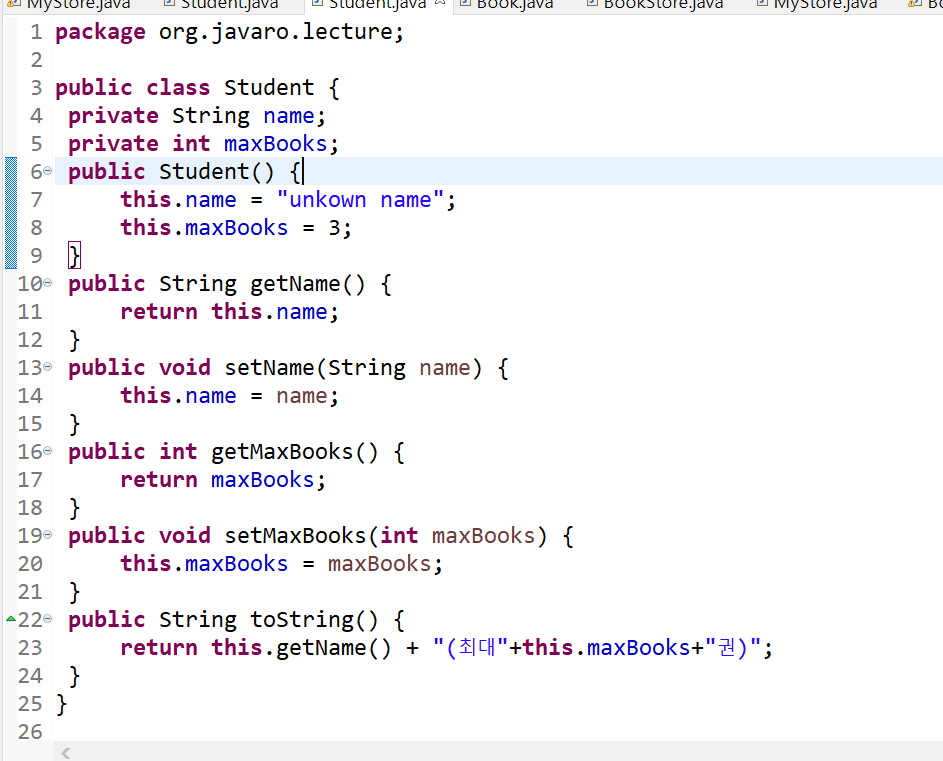 MyStore.java Student.java Student.java Book.java BookStore.java MyStore.java
1 package org.javaro.lecture;
2
3 public class Student {
4 private String name;
5 private int maxBooks;
6 public Student() {
7 this.name = "unkown name";
8 this.maxBooks = 3;
9 }
10 public String getName() {
11 return this.name;
12 }
13 public void setName(String name) {
14 this.name = name;
15 }
16 public int getMaxBooks() {
17 return maxBooks;
18 }
19 public void setMaxBooks(int maxBooks) {
20 this.maxBooks = maxBooks;
21 }
22 public String toString() {
23 return this.getName() + "(최대"+this.maxBooks+"권)";
24 }
25 }
26